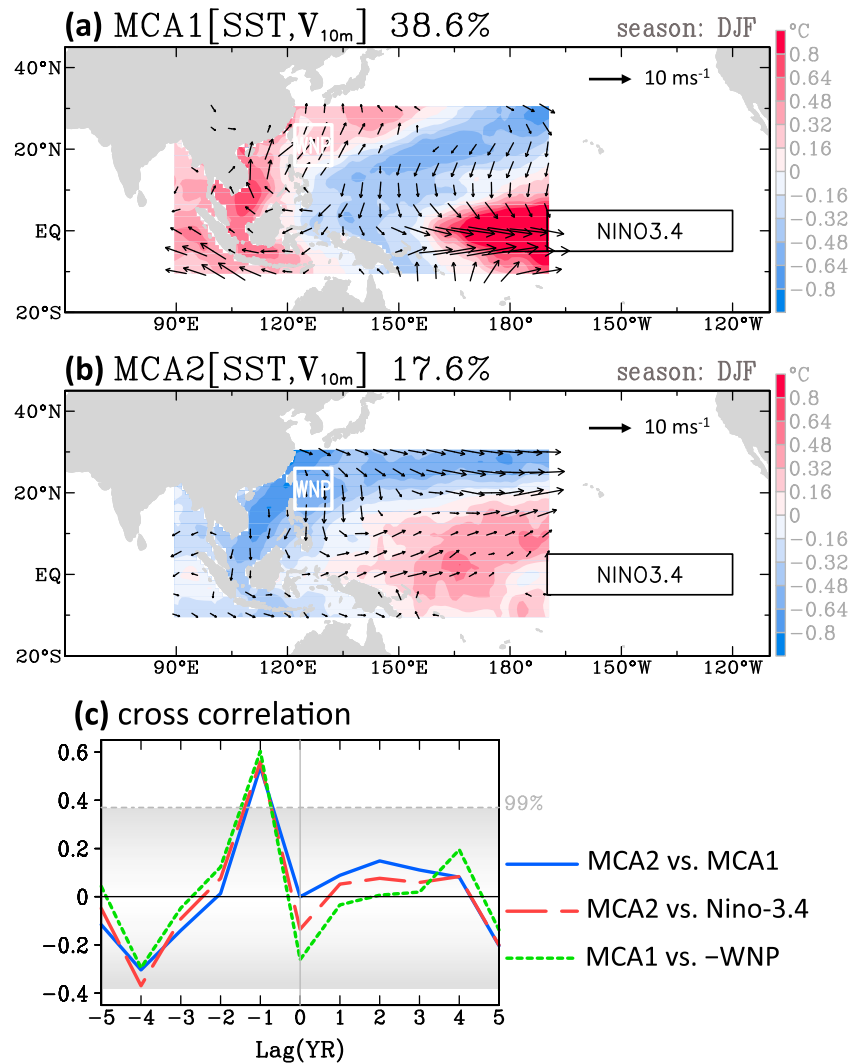 (a) MCA1[SST,V10m] 38.6% season: DJF
°C
40°N
20°N
EQ
20°S
10 ms-1
WNP
NINO3.4
0.8
0.64
0.48
0.32
0.16
0
−0.16
−0.32
−0.48
−0.64
−0.8
90°E 120°E 150°E 180° 150°W 120°W
(b) MCA2[SST,V10m] 17.6% season: DJF
°C
40°N
20°N
EQ
20°S
10 ms-1
WNP
NINO3.4
0.8
0.64
0.48
0.32
0.16
0
−0.16
−0.32
−0.48
−0.64
−0.8
90°E 120°E 150°E 180° 150°W 120°W
(c) cross correlation
0.6
0.4
0.2
0
−0.2
−0.4
99%
−5 −4 −3 −2 −1 0 1 2 3 4 5
Lag(YR)
MCA2 vs. MCA1
MCA2 vs. Nino-3.4
MCA1 vs. −WNP